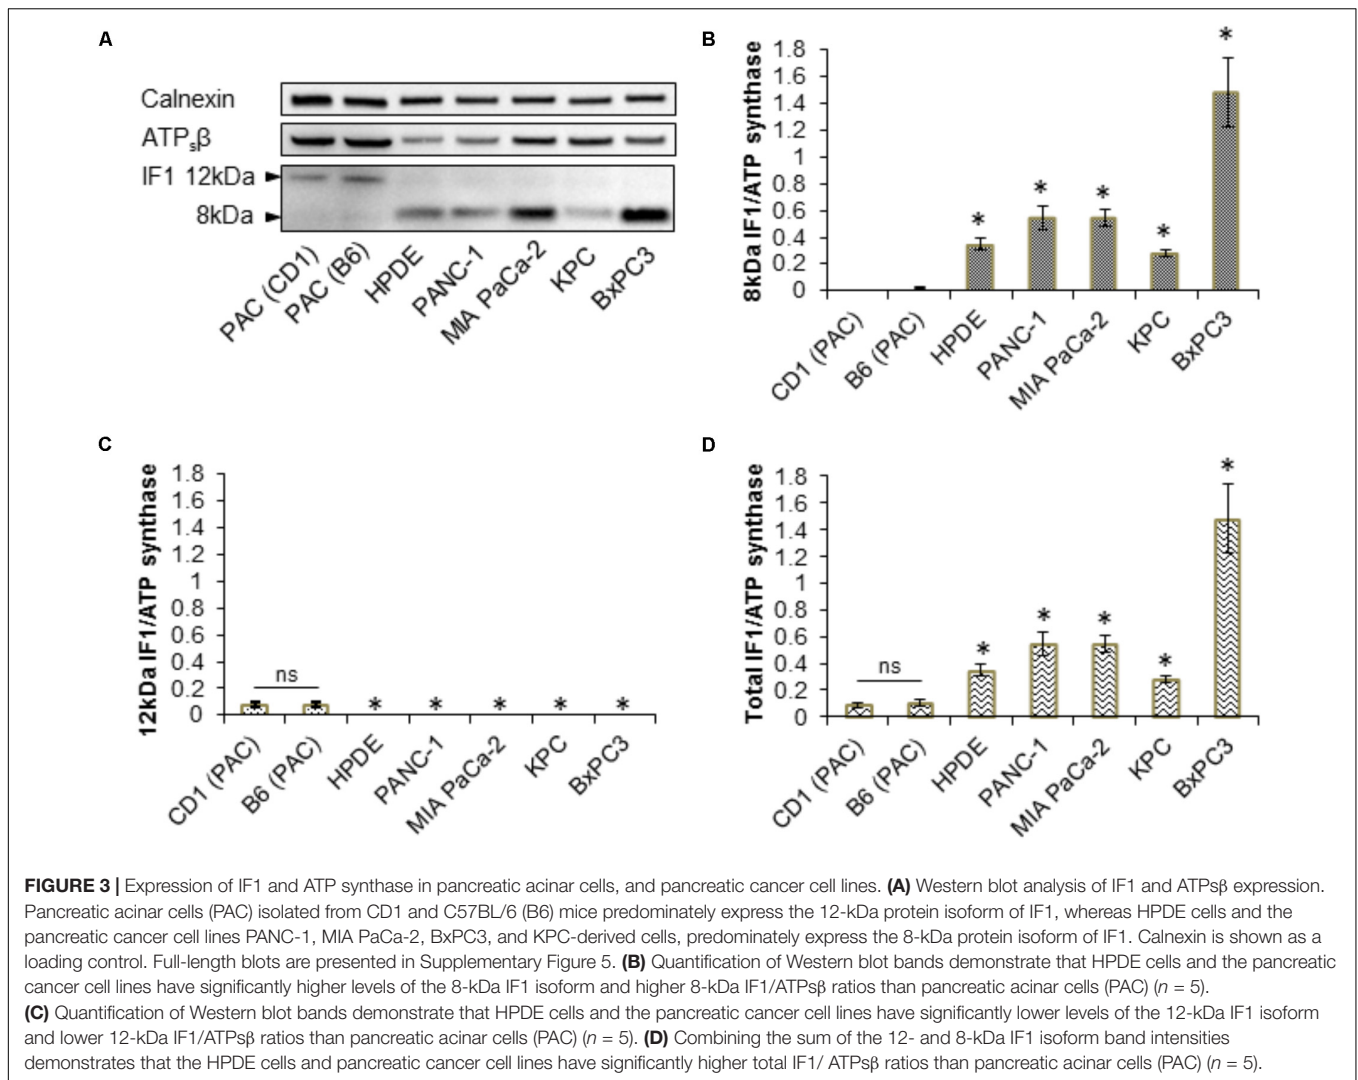 A
Calnexin
ATPsβ
IF1 12kDa
8kDa
PAC (CD1)
PAC (B6)
HPDE
PANC-1
MIA PaCa-2
KPC
BxPC3
B
8kDa IF1/ATP synthase
1.8
1.6
1.4
1.2
1
0.8
0.6
0.4
0.2
0
*
*
*
*
*
CD1 (PAC)
B6 (PAC)
HPDE
PANC-1
MIA PaCa-2
KPC
BxPC3
C
12kDa IF1/ATP synthase
1.8
1.6
1.4
1.2
1
0.8
0.6
0.4
0.2
0
ns
*
*
*
*
*
CD1 (PAC)
B6 (PAC)
HPDE
PANC-1
MIA PaCa-2
KPC
BxPC3
D
Total IF1/ATP synthase
1.8
1.6
1.4
1.2
1
0.8
0.6
0.4
0.2
0
ns
*
*
*
*
*
CD1 (PAC)
B6 (PAC)
HPDE
PANC-1
MIA PaCa-2
KPC
BxPC3
FIGURE 3 | Expression of IF1 and ATP synthase in pancreatic acinar cells, and pancreatic cancer cell lines. (A) Western blot analysis of IF1 and ATPsβ expression.
Pancreatic acinar cells (PAC) isolated from CD1 and C57BL/6 (B6) mice predominately express the 12-kDa protein isoform of IF1, whereas HPDE cells and the
pancreatic cancer cell lines PANC-1, MIA PaCa-2, BxPC3, and KPC-derived cells, predominately express the 8-kDa protein isoform of IF1. Calnexin is shown as a
loading control. Full-length blots are presented in Supplementary Figure 5. (B) Quantification of Western blot bands demonstrate that HPDE cells and the pancreatic
cancer cell lines have significantly higher levels of the 8-kDa IF1 isoform and higher 8-kDa IF1/ATPsβ ratios than pancreatic acinar cells (PAC) (n = 5).
(C) Quantification of Western blot bands demonstrate that HPDE cells and the pancreatic cancer cell lines have significantly lower levels of the 12-kDa IF1 isoform
and lower 12-kDa IF1/ATPsβ ratios than pancreatic acinar cells (PAC) (n = 5). (D) Combining the sum of the 12- and 8-kDa IF1 isoform band intensities
demonstrates that the HPDE cells and pancreatic cancer cell lines have significantly higher total IF1/ ATPsβ ratios than pancreatic acinar cells (PAC) (n = 5).